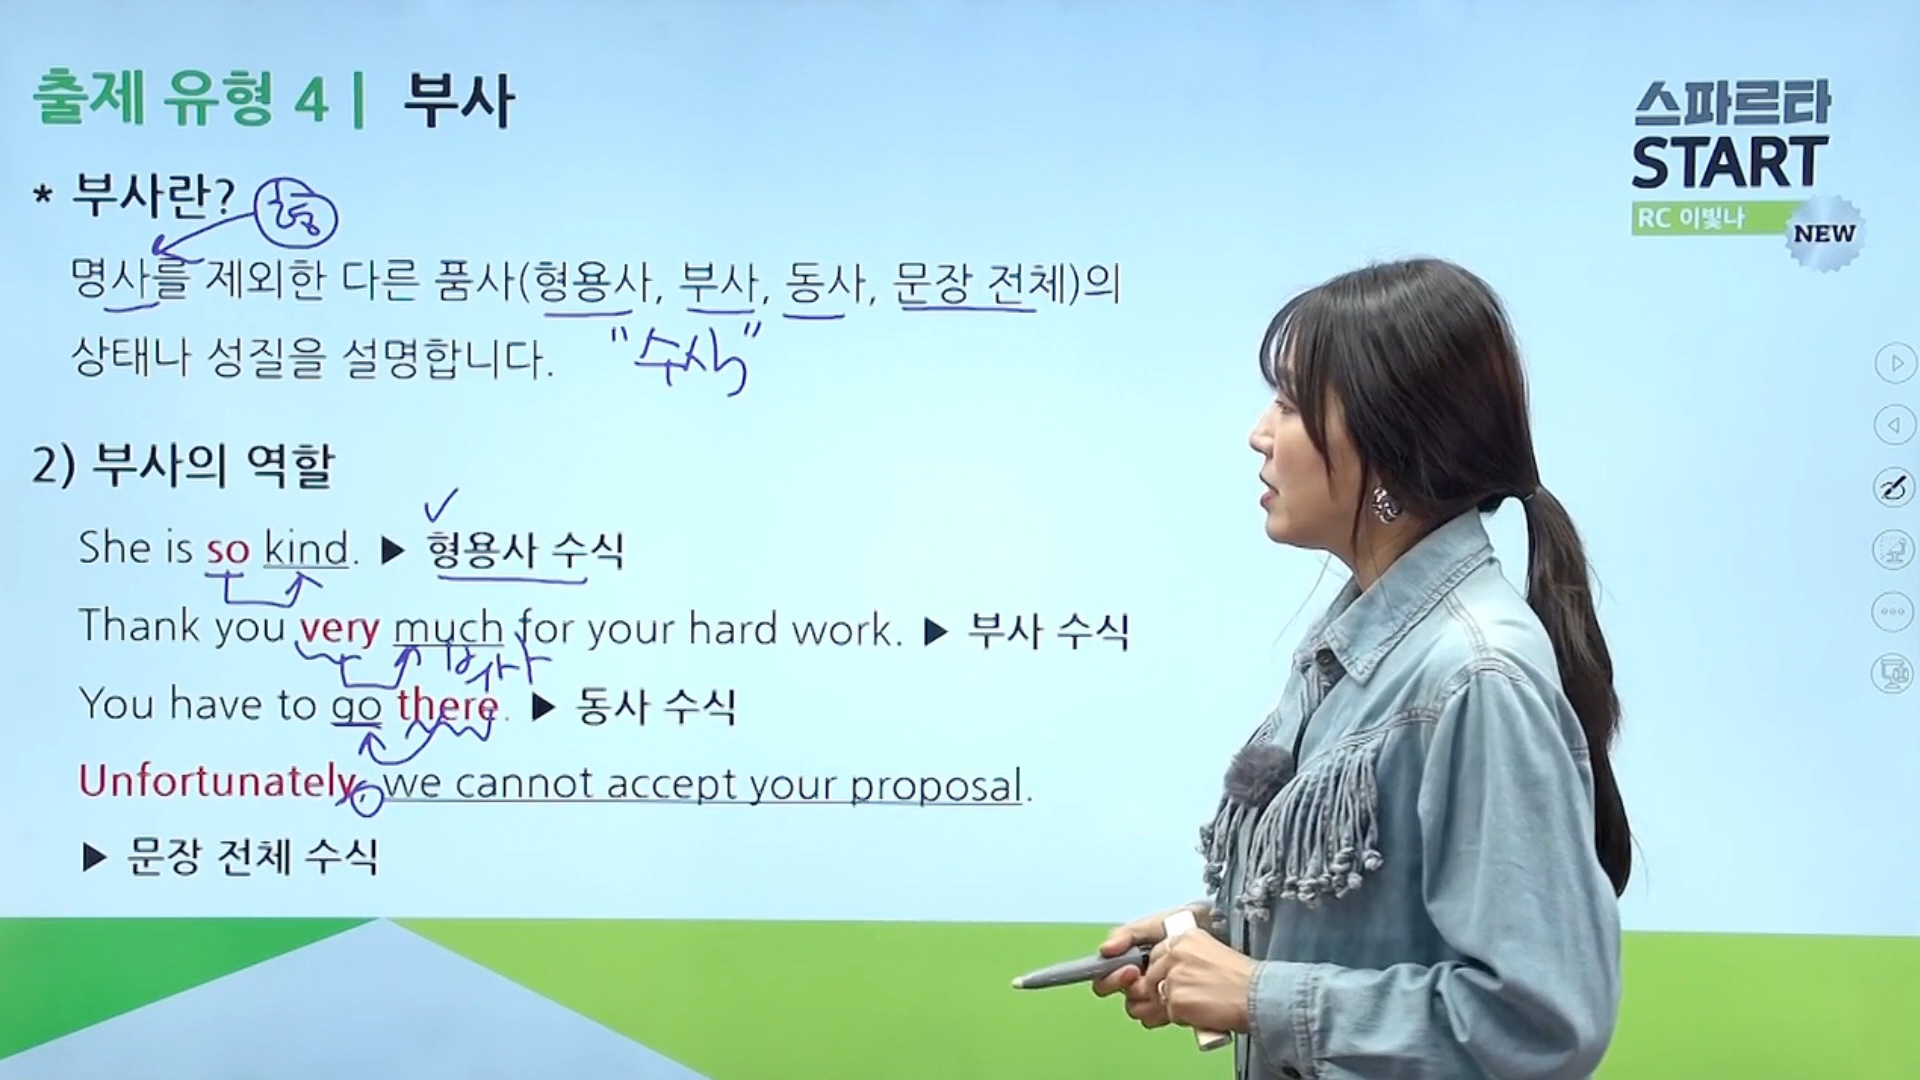 출제 유형 4 | 부사
* 부사란? 형
명사를 제외한 다른 품사(형용사, 부사, 동사, 문장 전체)의
상태나 성질을 설명합니다. "수식"
2) 부사의 역할
She is so kind. ▶ 형용사 수식
Thank you very much for your hard work. ▶ 부사 수식
부사
You have to go there. ▶ 동사 수식
Unfortunately, we cannot accept your proposal.
▶ 문장 전체 수식
스파르타
START
RC 이빛나
NEW